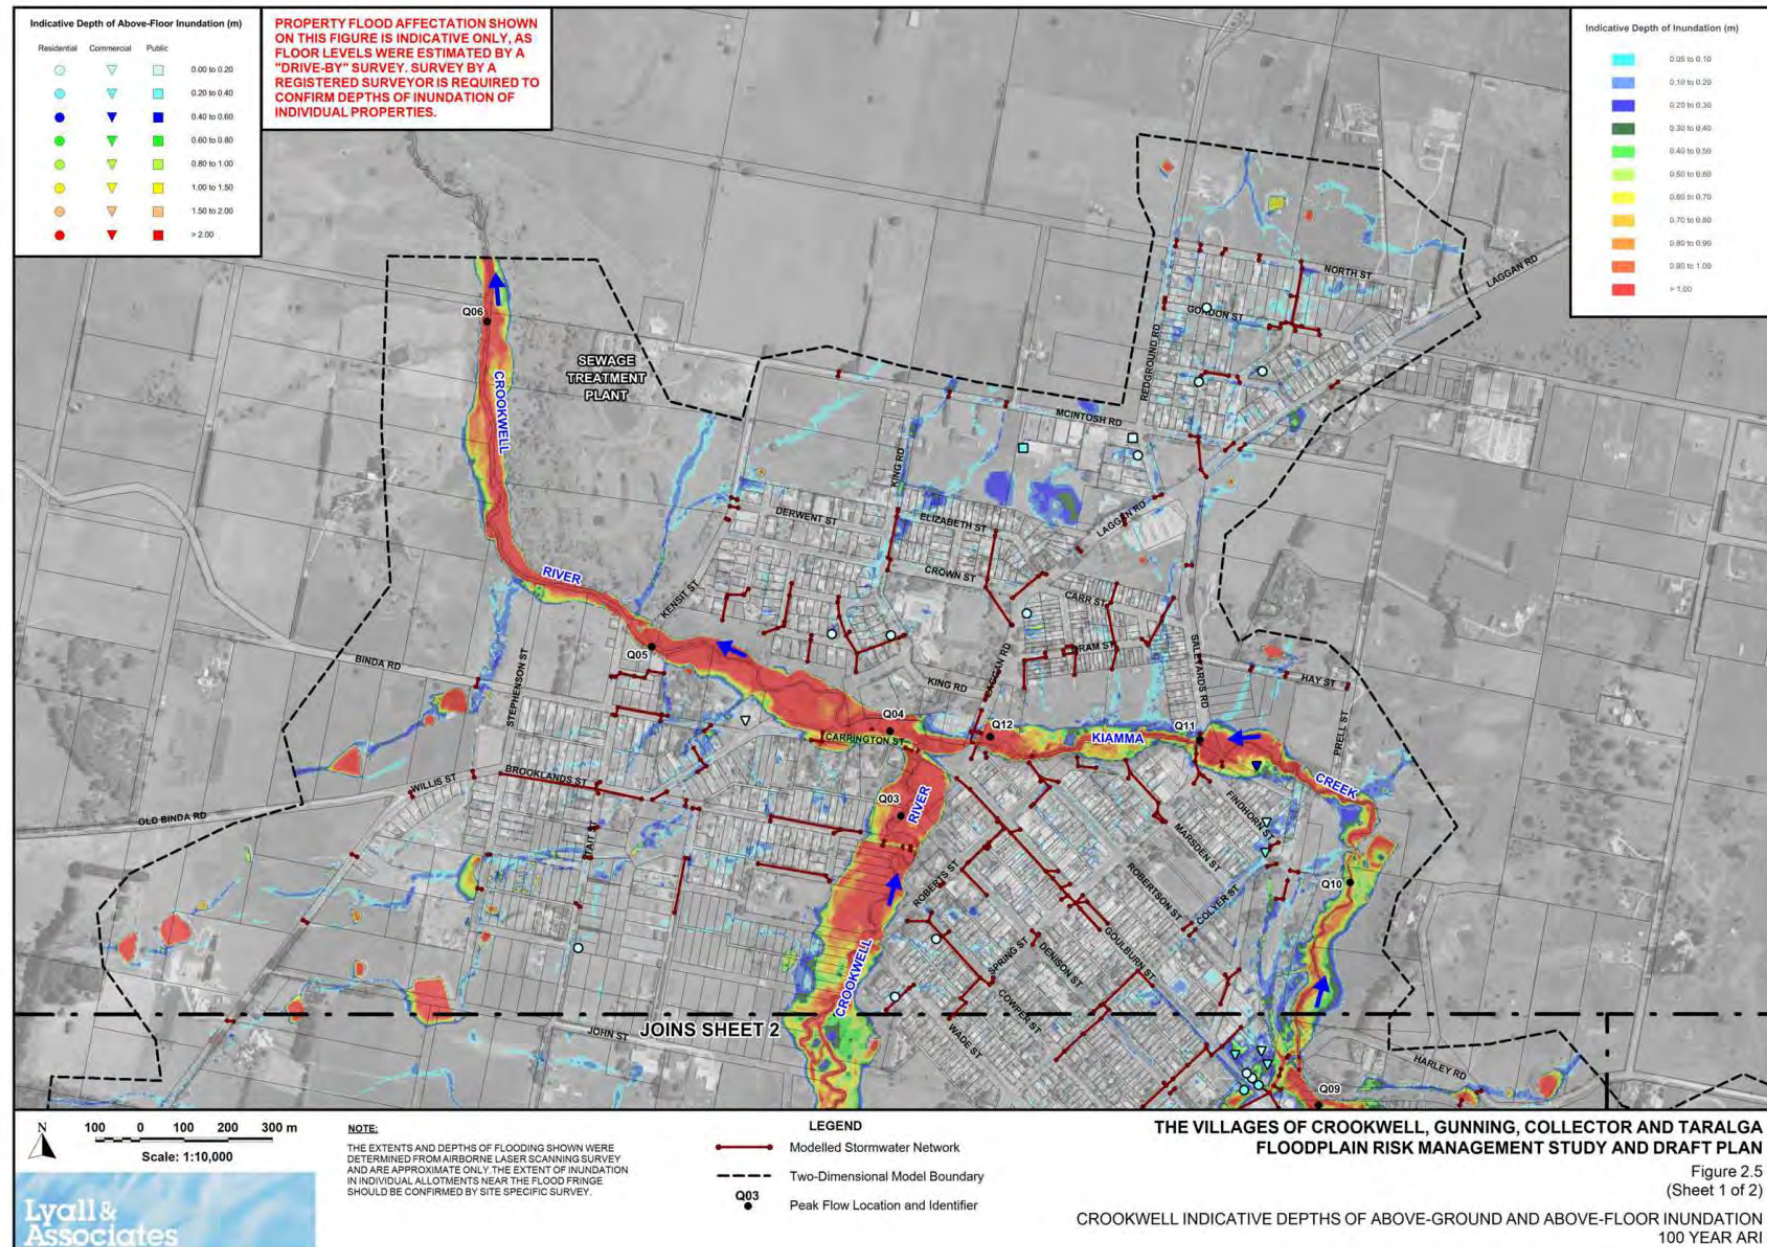 Indicative Depth of Above-Floor Inundation (m)
Residential Commercial Public
0.00 to 0.20
0.20 to 0.40
0.40 to 0.60
0.60 to 0.80
0.80 to 1.00
1.00 to 1.50
1.50 to 2.00
> 2.00
PROPERTY FLOOD AFFECTATION SHOWN
ON THIS FIGURE IS INDICATIVE ONLY, AS
FLOOR LEVELS WERE ESTIMATED BY A
"DRIVE-BY" SURVEY. SURVEY BY A
REGISTERED SURVEYOR IS REQUIRED TO
CONFIRM DEPTHS OF INUNDATION OF
INDIVIDUAL PROPERTIES.
Indicative Depth of Inundation (m)
0.05 to 0.10
0.10 to 0.20
0.20 to 0.30
0.30 to 0.40
0.40 to 0.50
0.50 to 0.60
0.60 to 0.70
0.70 to 0.80
0.80 to 0.90
0.90 to 1.00
> 1.00
NORTH ST
LAGGAN RD
GORDON ST
REDGROUND RD
Q06
SEWAGE
TREATMENT
PLANT
CROOKWELL
MCINTOSH RD
KING RD
DERWENT ST
ELIZABETH ST
LAGGAN RD
CROWN ST
CARR ST
RIVER
KENSIT ST
Q05
BINDA RD
STEPHENSON ST
KING RD
LAGGAN RD
ORAM ST
SALEYARDS RD
HAY ST
PRELL ST
Q04
CARRINGTON ST
Q12
KIAMMA
Q11
CREEK
WILLIS ST
BROOKLANDS ST
OLD BINDA RD
TAIT ST
Q03
RIVER
FINDHORN ST
MARSDEN ST
ROBERTS ST
ROBERTSON ST
COLYER ST
Q10
GOULBURN ST
SPRING ST
DENISON ST
COWPER ST
CROOKWELL
WADE ST
JOHN ST
JOINS SHEET 2
HARLEY RD
Q09
N
100 0 100 200 300 m
Scale: 1:10,000
Lyall &
Associates
NOTE:
THE EXTENTS AND DEPTHS OF FLOODING SHOWN WERE
DETERMINED FROM AIRBORNE LASER SCANNING SURVEY
AND ARE APPROXIMATE ONLY.THE EXTENT OF INUNDATION
IN INDIVIDUAL ALLOTMENTS NEAR THE FLOOD FRINGE
SHOULD BE CONFIRMED BY SITE SPECIFIC SURVEY.
LEGEND
Modelled Stormwater Network
Two-Dimensional Model Boundary
Q03
Peak Flow Location and Identifier
THE VILLAGES OF CROOKWELL, GUNNING, COLLECTOR AND TARALGA
FLOODPLAIN RISK MANAGEMENT STUDY AND DRAFT PLAN
Figure 2.5
(Sheet 1 of 2)
CROOKWELL INDICATIVE DEPTHS OF ABOVE-GROUND AND ABOVE-FLOOR INUNDATION
100 YEAR ARI